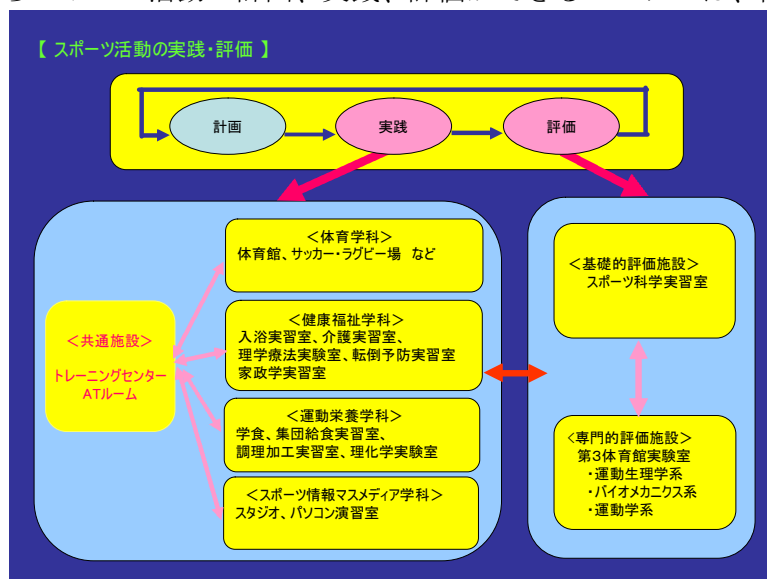 【 スポーツ活動の実践・評価 】
計画
実践
評価
＜体育学科＞
体育館、サッカー・ラグビー場 など
＜健康福祉学科＞
入浴実習室、介護実習室、
理学療法実験室、転倒予防実習室
家政学実習室
＜運動栄養学科＞
学食、集団給食実習室、
調理加工実習室、理化学実験室
＜スポーツ情報マスメディア学科＞
スタジオ、パソコン演習室
＜共通施設＞
トレーニングセンター
ATルーム
＜基礎的評価施設＞
スポーツ科学実習室
＜専門的評価施設＞
第3体育館実験室
・運動生理学系
・バイオメカニクス系
・運動学系